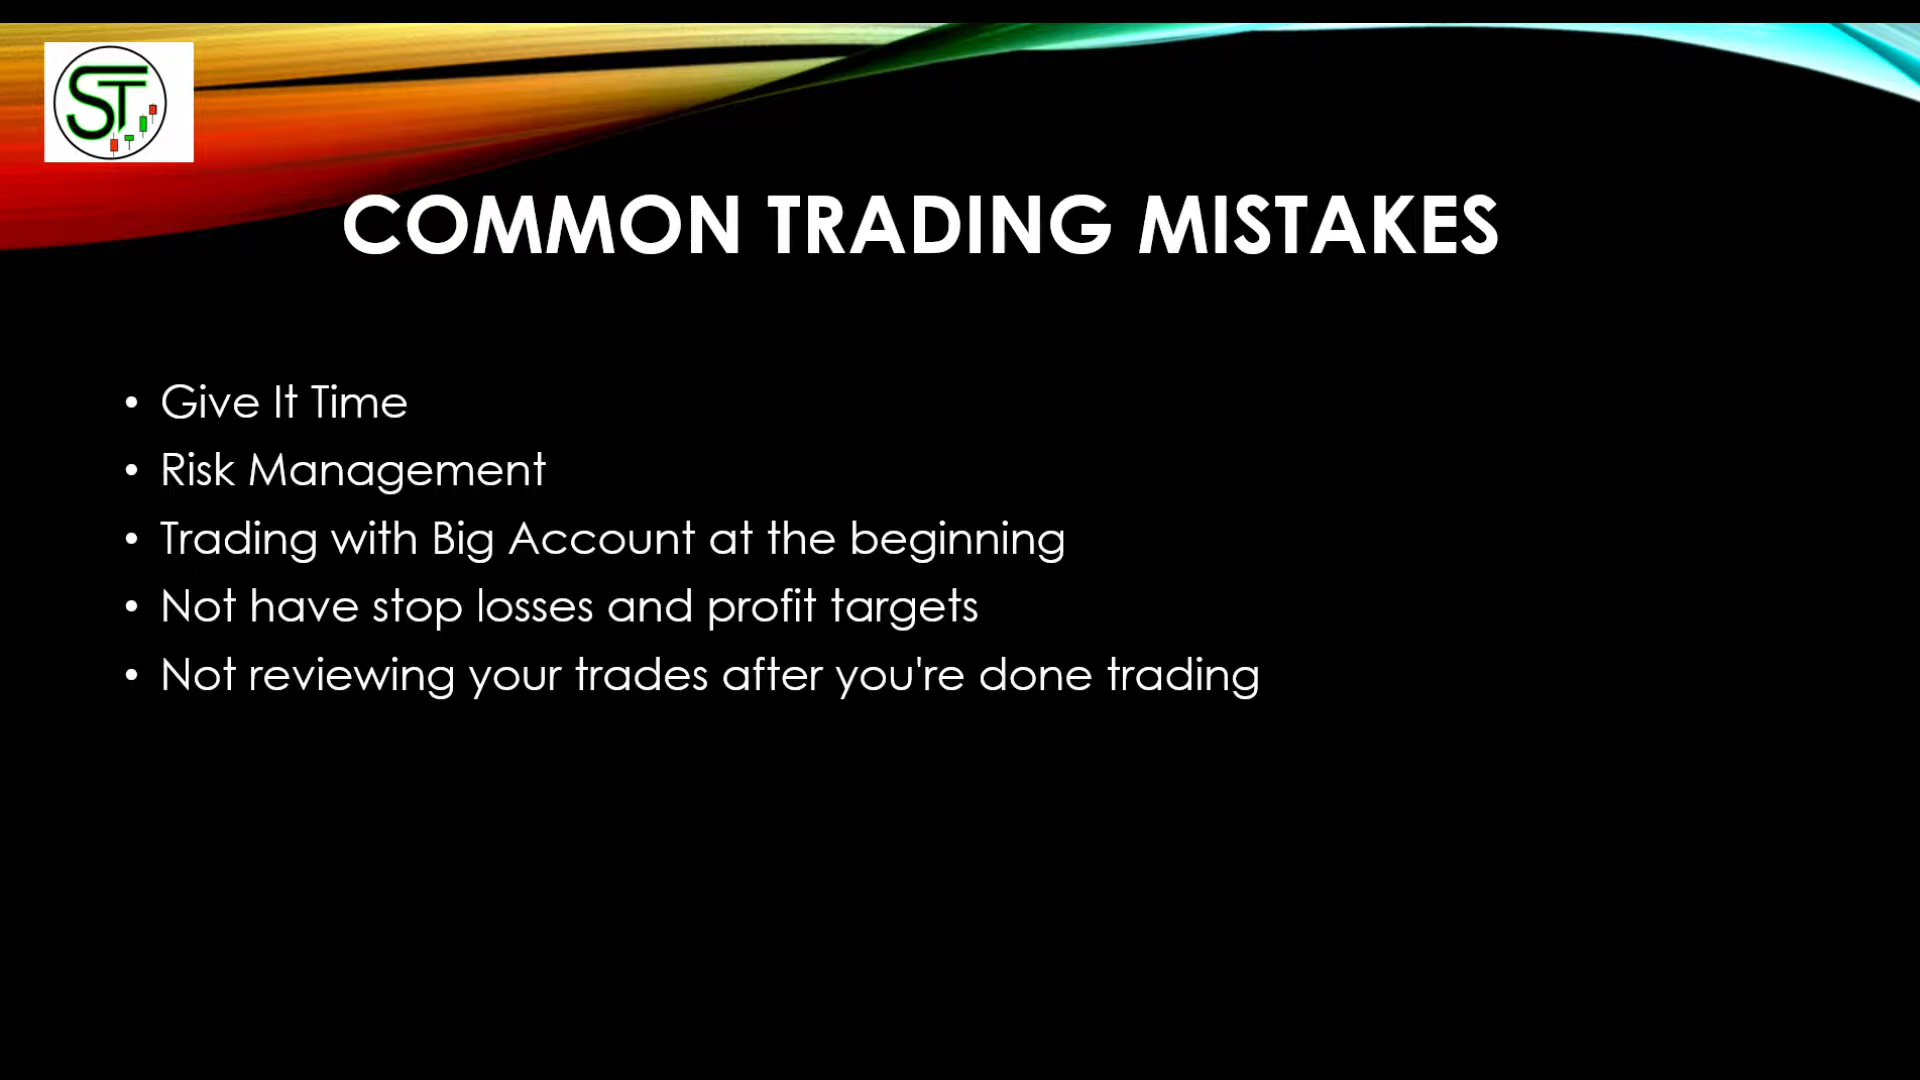 ST
COMMON TRADING MISTAKES
• Give It Time
• Risk Management
• Trading with Big Account at the beginning
• Not have stop losses and profit targets
• Not reviewing your trades after you're done trading